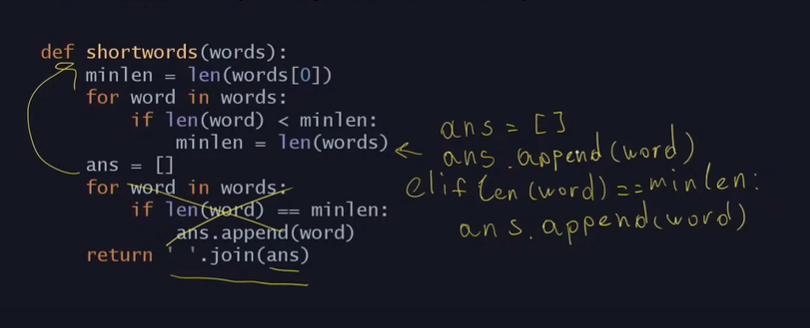 def shortwords(words):
    minlen = len(words[0])
    for word in words:
        if len(word) < minlen:
            minlen = len(words)
    ans = []
    for word in words:
        if len(word) == minlen:
            ans.append(word)
    return ' '.join(ans)
ans = []
ans.append(word)
elif len(word)==minlen:
ans.append(word)